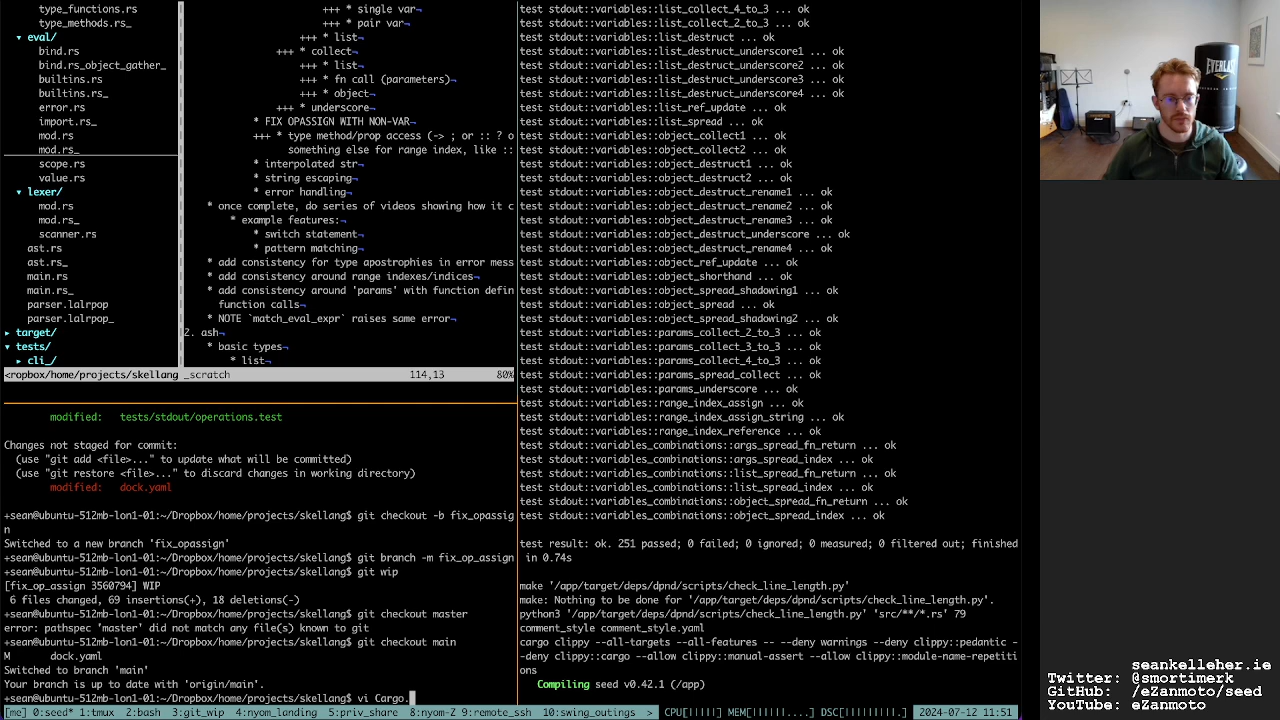 type_functions.rs
type_methods.rs_
▾ eval/
bind.rs
bind.rs_object_gather_
builtins.rs
builtins.rs_
error.rs
import.rs_
mod.rs
mod.rs_
scope.rs
value.rs
▾ lexer/
mod.rs
mod.rs_
scanner.rs
ast.rs
ast.rs_
main.rs
main.rs_
parser.lalrpop
parser.lalrpop_
▸ target/
▾ tests/
▸ cli_/
<ropbox/home/projects/skellang
+++ * single var¬
+++ * pair var¬
+++ * list¬
+++ * collect¬
+++ * list¬
* fn call (parameters)¬
+++ * object¬
+++ * underscore¬
* FIX OPASSIGN WITH NON-VAR¬
+++ * type method/prop access (-> ; or :: ? o
something else for range index, like ::
* interpolated str¬
* string escaping¬
* error handling¬
* once complete, do series of videos showing how it c
* example features:¬
* switch statement¬
* pattern matching¬
* add consistency for type apostrophies in error mess
* add consistency around range indexes/indices¬
* add consistency around 'params' with function defin
function calls¬
* NOTE `match_eval_expr` raises same error¬
2. ash¬
* basic types¬
* list¬
_scratch 114,13 80%
modified: tests/stdout/operations.test
Changes not staged for commit:
(use "git add <file>..." to update what will be committed)
(use "git restore <file>..." to discard changes in working directory)
modified: dock.yaml
+sean@ubuntu-512mb-lon1-01:~/Dropbox/home/projects/skellang$ git checkout -b fix_opassig
n
Switched to a new branch 'fix_opassign'
+sean@ubuntu-512mb-lon1-01:~/Dropbox/home/projects/skellang$ git branch -m fix_op_assign
+sean@ubuntu-512mb-lon1-01:~/Dropbox/home/projects/skellang$ git wip
[fix_op_assign 3560794] WIP
6 files changed, 69 insertions(+), 18 deletions(-)
+sean@ubuntu-512mb-lon1-01:~/Dropbox/home/projects/skellang$ git checkout master
error: pathspec 'master' did not match any file(s) known to git
+sean@ubuntu-512mb-lon1-01:~/Dropbox/home/projects/skellang$ git checkout main
M dock.yaml
Switched to branch 'main'
Your branch is up to date with 'origin/main'.
+sean@ubuntu-512mb-lon1-01:~/Dropbox/home/projects/skellang$ vi Cargo.
test stdout::variables::list_collect_4_to_3 ... ok
test stdout::variables::list_collect_2_to_3 ... ok
test stdout::variables::list_destruct ... ok
test stdout::variables::list_destruct_underscore1 ... ok
test stdout::variables::list_destruct_underscore2 ... ok
test stdout::variables::list_destruct_underscore3 ... ok
test stdout::variables::list_destruct_underscore4 ... ok
test stdout::variables::list_ref_update ... ok
test stdout::variables::list_spread ... ok
test stdout::variables::object_collect1 ... ok
test stdout::variables::object_collect2 ... ok
test stdout::variables::object_destruct1 ... ok
test stdout::variables::object_destruct2 ... ok
test stdout::variables::object_destruct_rename1 ... ok
test stdout::variables::object_destruct_rename2 ... ok
test stdout::variables::object_destruct_rename3 ... ok
test stdout::variables::object_destruct_underscore ... ok
test stdout::variables::object_destruct_rename4 ... ok
test stdout::variables::object_ref_update ... ok
test stdout::variables::object_shorthand ... ok
test stdout::variables::object_spread_shadowing1 ... ok
test stdout::variables::object_spread ... ok
test stdout::variables::object_spread_shadowing2 ... ok
test stdout::variables::params_collect_2_to_3 ... ok
test stdout::variables::params_collect_3_to_3 ... ok
test stdout::variables::params_collect_4_to_3 ... ok
test stdout::variables::params_spread_collect ... ok
test stdout::variables::params_underscore ... ok
test stdout::variables::range_index_assign ... ok
test stdout::variables::range_index_assign_string ... ok
test stdout::variables::range_index_reference ... ok
test stdout::variables_combinations::args_spread_fn_return ... ok
test stdout::variables_combinations::args_spread_index ... ok
test stdout::variables_combinations::list_spread_fn_return ... ok
test stdout::variables_combinations::list_spread_index ... ok
test stdout::variables_combinations::object_spread_fn_return ... ok
test stdout::variables_combinations::object_spread_index ... ok
test result: ok. 251 passed; 0 failed; 0 ignored; 0 measured; 0 filtered out; finished
in 0.74s
make '/app/target/deps/dpnd/scripts/check_line_length.py'
make: Nothing to be done for '/app/target/deps/dpnd/scripts/check_line_length.py'.
python3 '/app/target/deps/dpnd/scripts/check_line_length.py' 'src/**/*.rs' 79
comment_style comment_style.yaml
cargo clippy --all-targets --all-features -- --deny warnings --deny clippy::pedantic -
-deny clippy::cargo --allow clippy::manual-assert --allow clippy::module-name-repetiti
ons
Compiling seed v0.42.1 (/app)
EVERLAST
Twitter: seankelleher.ie
GitHub: /eZanmoto/seed
[me] 0:seed* 1:tmux 2:bash 3:git_wip 4:nyom_landing 5:priv_share 8:nyom-Z 9:remote_ssh 10:swing_outings > CPU[|||||] MEM[||||||....] DSC[||||||||.] 2024-07-12 11:51